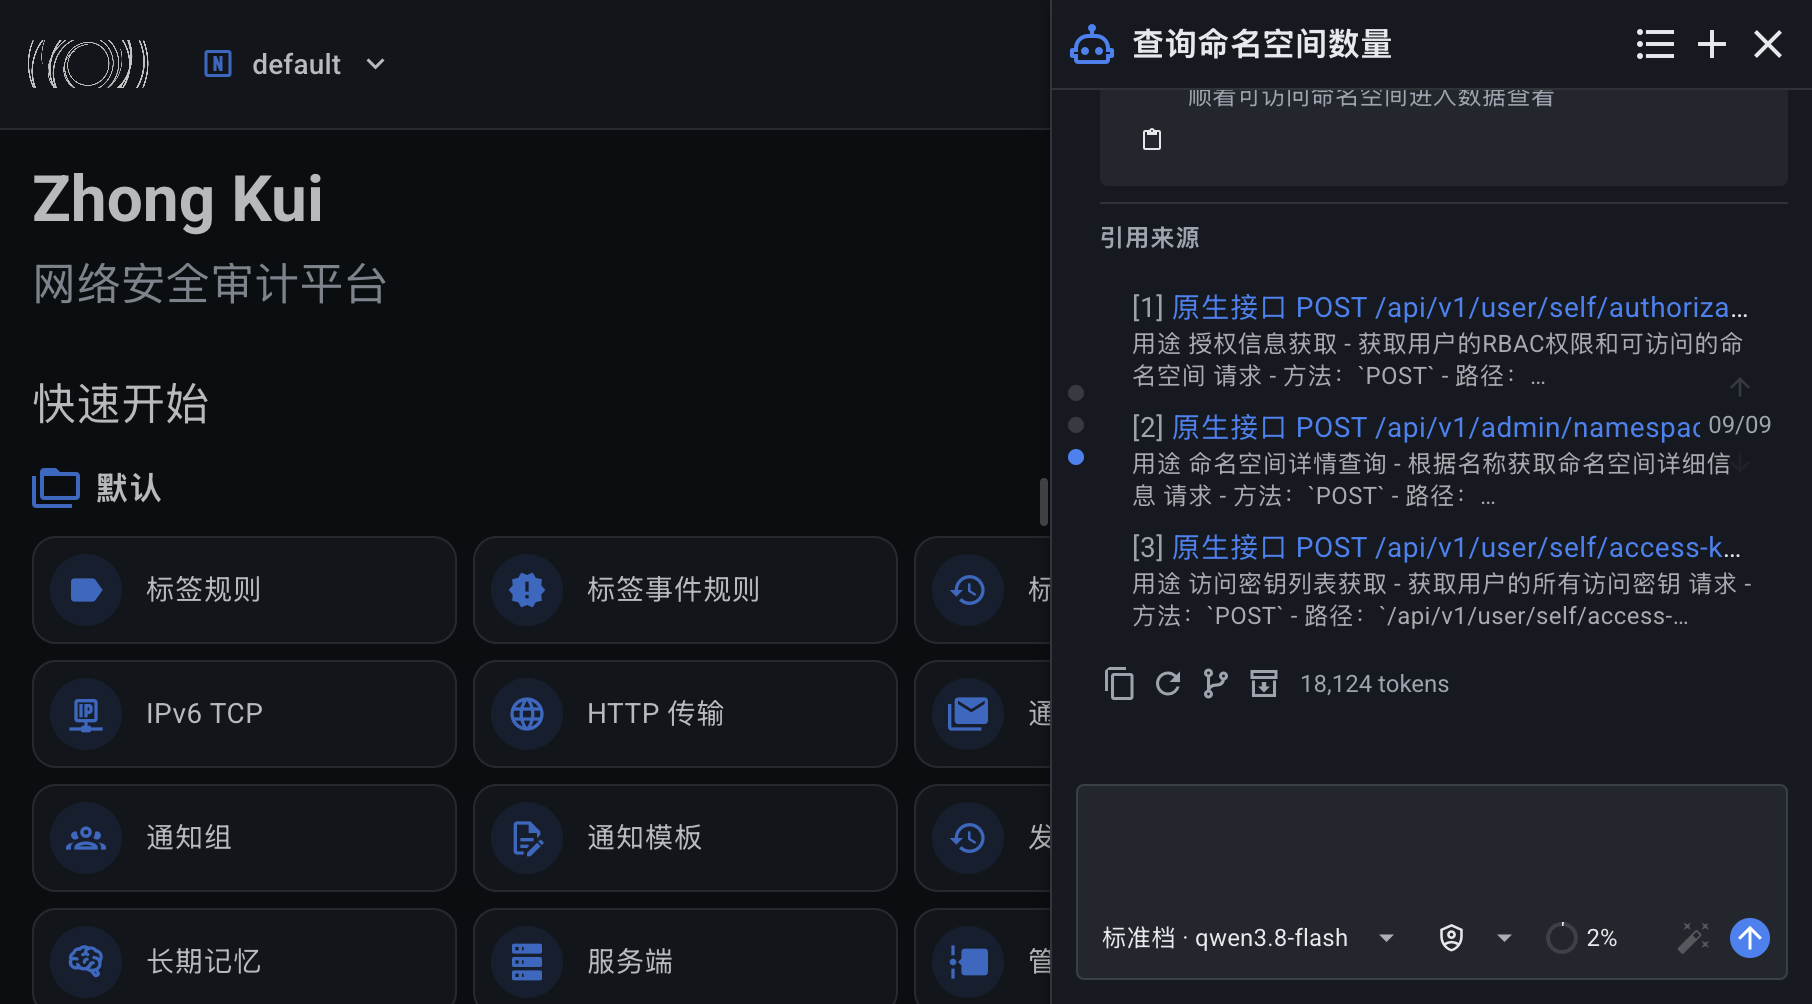 default
Zhong Kui
网络安全审计平台
快速开始
默认
标签规则
标签事件规则
标
IPv6 TCP
HTTP 传输
通
通知组
通知模板
发
长期记忆
服务端
管
查询命名空间数量
顺着可访问命名空间进入数据查看
引用来源
[1] 原生接口 POST /api/v1/user/self/authoriza...
用途 授权信息获取 - 获取用户的RBAC权限和可访问的命
名空间 请求 - 方法：`POST` - 路径：...
[2] 原生接口 POST /api/v1/admin/namespac
09/09
用途 命名空间详情查询 - 根据名称获取命名空间详细信
息 请求 - 方法：`POST` - 路径：...
[3] 原生接口 POST /api/v1/user/self/access-k...
用途 访问密钥列表获取 - 获取用户的所有访问密钥 请求 -
方法：`POST` - 路径：`/api/v1/user/self/access-...
18,124 tokens
标准档 · qwen3.8-flash
2%